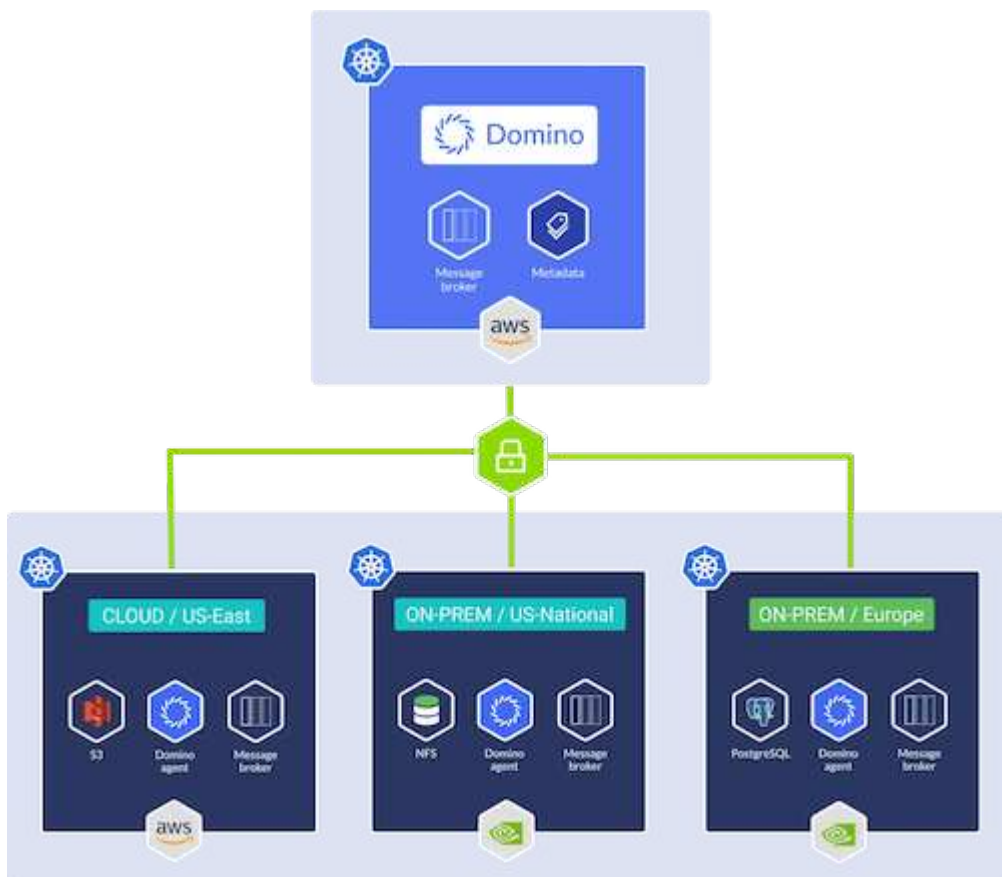 Domino
Message
broker
Metadata
aws
CLOUD / US-East
S3
Domino
agent
Message
broker
aws
ON-PREM / US-National
NFS
Domino
agent
Message
broker
ON-PREM / Europe
PostgreSQL
Domino
agent
Message
broker